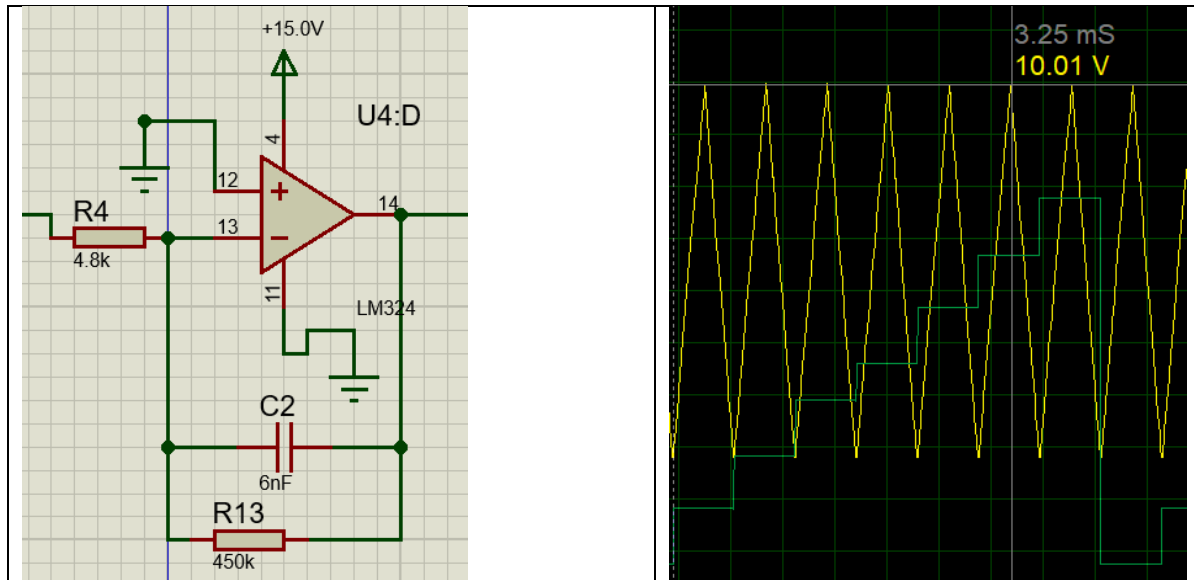 +15.0V
U4:D
4
12
14
13
R4
4.8k
11
LM324
C2
6nF
R13
450k
3.25 mS
10.01 V